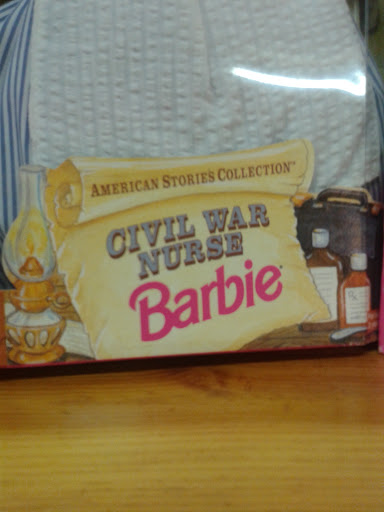 AMERICAN STORIES COLLECTION™
CIVIL WAR
NURSE
Barbie®